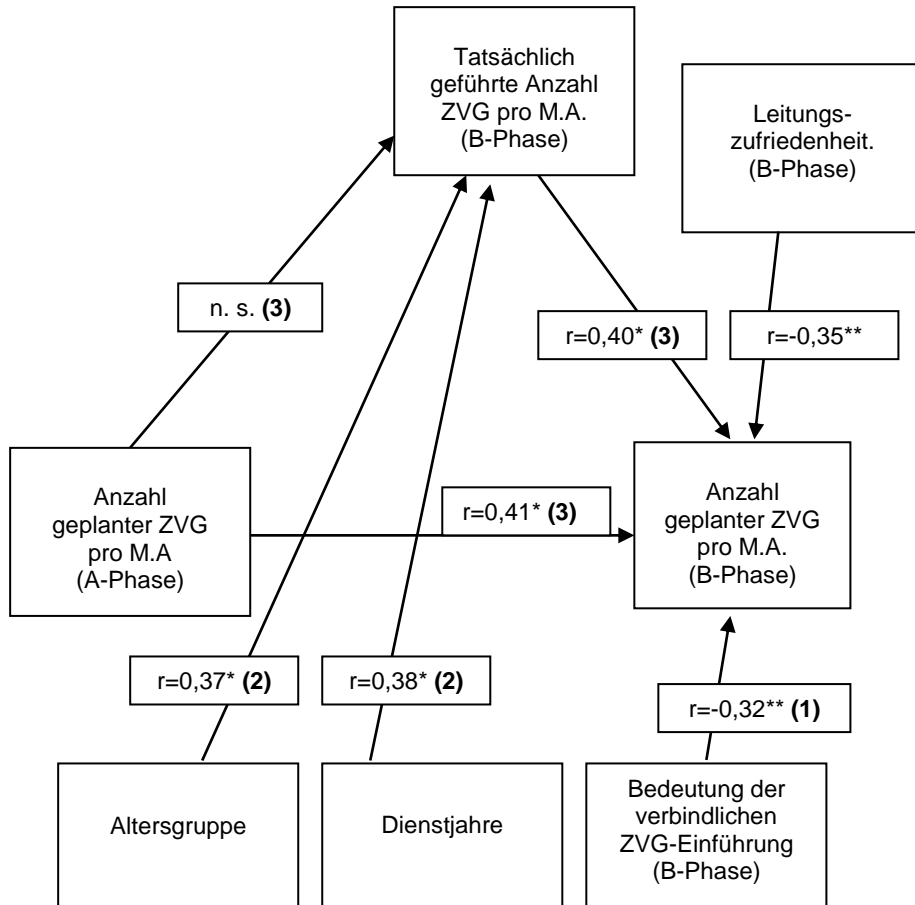 Tatsächlich
geführte Anzahl
ZVG pro M.A.
(B-Phase)
Leitungs-
zufriedenheit.
(B-Phase)
n. s. (3)
r=0,40* (3)
r=-0,35**
Anzahl
geplanter ZVG
pro M.A
(A-Phase)
r=0,41* (3)
Anzahl
geplanter ZVG
pro M.A.
(B-Phase)
r=0,37* (2)
r=0,38* (2)
r=-0,32** (1)
Altersgruppe
Dienstjahre
Bedeutung der
verbindlichen
ZVG-Einführung
(B-Phase)